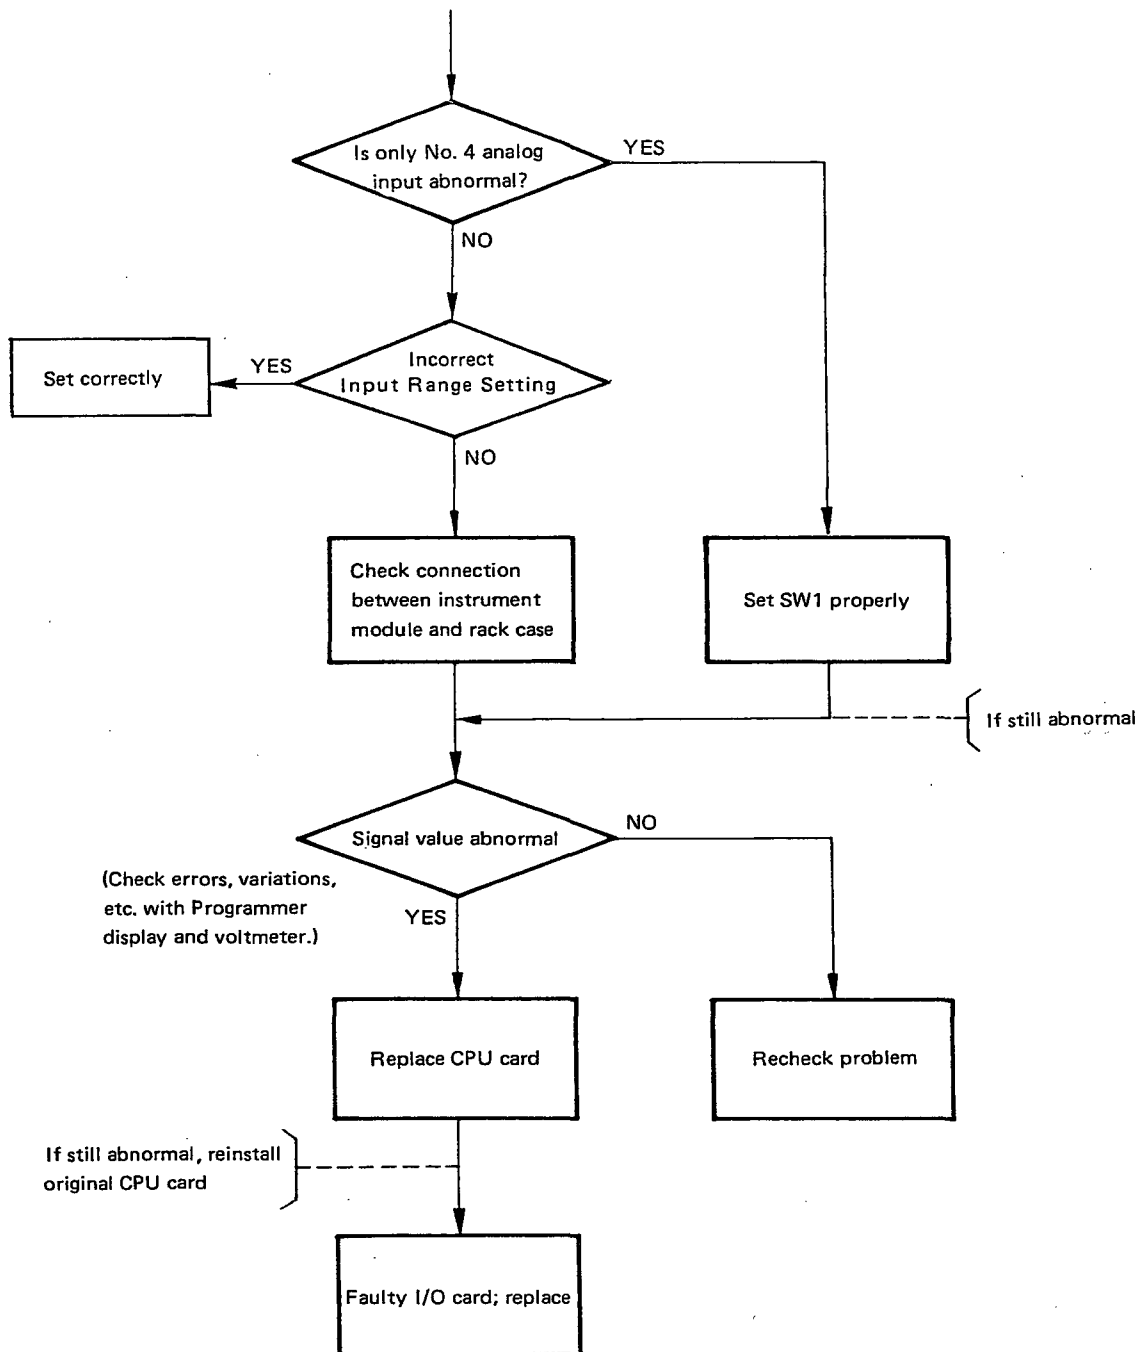 Is only No. 4 analog
input abnormal?
YES
NO
Incorrect
Input Range Setting
YES
Set correctly
NO
Check connection
between instrument
module and rack case
Set SW1 properly
If still abnormal
Signal value abnormal
NO
(Check errors, variations,
etc. with Programmer
display and voltmeter.)
YES
Replace CPU card
Recheck problem
If still abnormal, reinstall
original CPU card
Faulty I/O card; replace